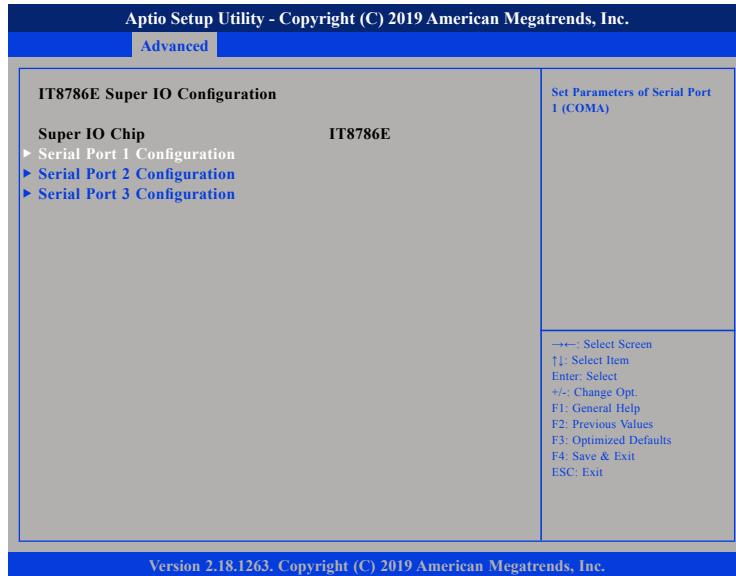 Aptio Setup Utility - Copyright (C) 2019 American Megatrends, Inc.
Advanced
IT8786E Super IO Configuration
Super IO Chip IT8786E
Serial Port 1 Configuration
Serial Port 2 Configuration
Serial Port 3 Configuration
Set Parameters of Serial Port
1 (COMA)
→←: Select Screen
↑↓: Select Item
Enter: Select
+/-: Change Opt.
F1: General Help
F2: Previous Values
F3: Optimized Defaults
F4: Save & Exit
ESC: Exit
Version 2.18.1263. Copyright (C) 2019 American Megatrends, Inc.